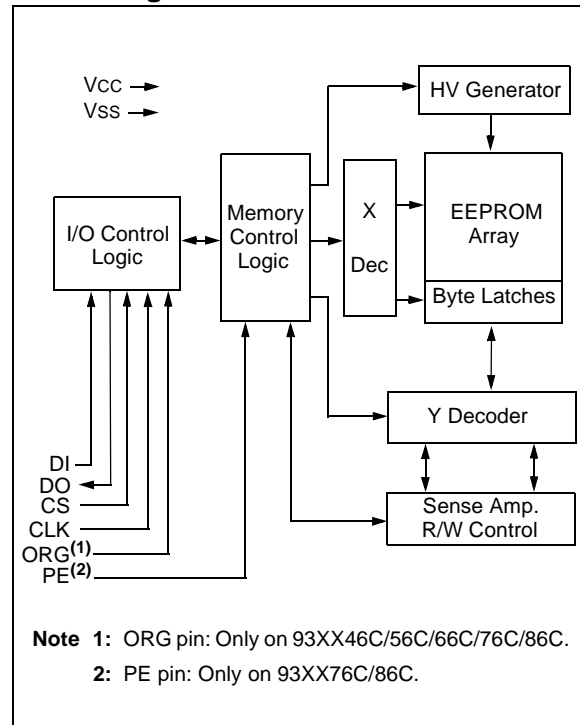 VCC
VSS
HV Generator
I/O Control
Logic
Memory
Control
Logic
X
Dec
EEPROM
Array
Byte Latches
Y Decoder
Sense Amp.
R/W Control
DI
DO
CS
CLK
ORG(1)
PE(2)
Note 1: ORG pin: Only on 93XX46C/56C/66C/76C/86C.
2: PE pin: Only on 93XX76C/86C.